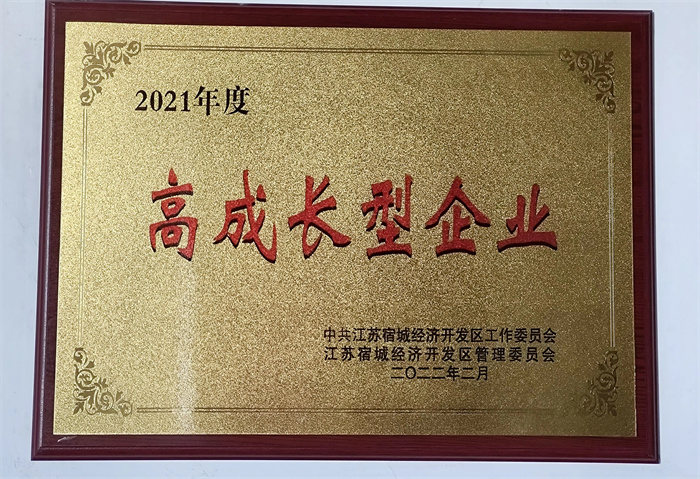 2021年度
高成长型企业
中共江苏宿城经济开发区工作委员会
江苏宿城经济开发区管理委员会
二〇二二年二月